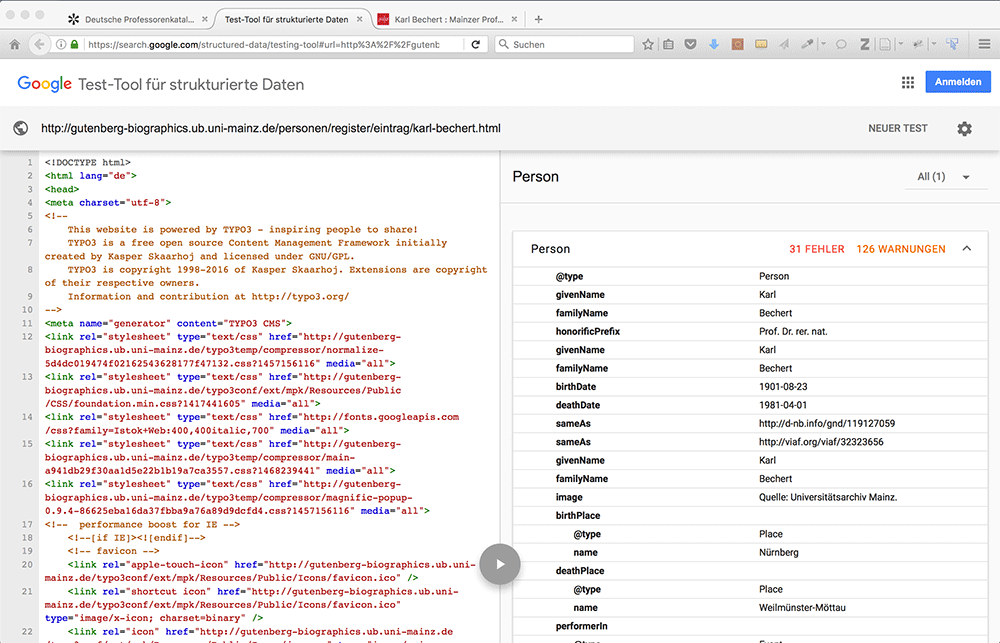 Deutsche Professorenkatal... ×
Test-Tool für strukturierte Daten ×
Karl Bechert : Mainzer Prof... ×
https://search.google.com/structured-data/testing-tool#url=http%3A%2F%2Fgutenb
Suchen
Google Test-Tool für strukturierte Daten
Anmelden
http://gutenberg-biographics.ub.uni-mainz.de/personen/register/eintrag/karl-bechert.html
NEUER TEST
1 <!DOCTYPE html>
2 <html lang="de">
3 <head>
4 <meta charset="utf-8">
5 <!--
6 This website is powered by TYPO3 - inspiring people to share!
7 TYPO3 is a free open source Content Management Framework initially
created by Kasper Skaarhoj and licensed under GNU/GPL.
8 TYPO3 is copyright 1998-2016 of Kasper Skaarhoj. Extensions are copyright
of their respective owners.
9 Information and contribution at http://typo3.org/
10 -->
11 <meta name="generator" content="TYPO3 CMS">
12 <link rel="stylesheet" type="text/css" href="http://gutenberg-
biographics.ub.uni-mainz.de/typo3temp/compressor/normalize-
5d4dc019474f02162543628177f47132.css?1457156116" media="all">
13 <link rel="stylesheet" type="text/css" href="http://gutenberg-
biographics.ub.uni-mainz.de/typo3conf/ext/mpk/Resources/Public
/CSS/foundation.min.css?1417441605" media="all">
14 <link rel="stylesheet" type="text/css" href="http://fonts.googleapis.com
/css?family=Istok+Web:400,400italic,700" media="all">
15 <link rel="stylesheet" type="text/css" href="http://gutenberg-
biographics.ub.uni-mainz.de/typo3temp/compressor/main-
a941db29f30aa1d5e22b1b19a7ca3557.css?1468239441" media="all">
16 <link rel="stylesheet" type="text/css" href="http://gutenberg-
biographics.ub.uni-mainz.de/typo3temp/compressor/magnific-popup-
0.9.4-86625eba16da37fbba9a76a89d9dcfd4.css?1457156116" media="all">
17 <!-- performance boost for IE -->
18 <!--[if IE]><![endif]-->
19 <!-- favicon -->
20 <link rel="apple-touch-icon" href="http://gutenberg-biographics.ub.uni-
mainz.de/typo3conf/ext/mpk/Resources/Public/Icons/favicon.ico" />
21 <link rel="shortcut icon" href="http://gutenberg-biographics.ub.uni-
mainz.de/typo3conf/ext/mpk/Resources/Public/Icons/favicon.ico"
type="image/x-icon; charset=binary" />
22 <link rel="icon" href="http://gutenberg-biographics.ub.uni-mainz.de
Person
All (1)
Person 31 FEHLER 126 WARNUNGEN
@type Person
givenName Karl
familyName Bechert
honorificPrefix Prof. Dr. rer. nat.
givenName Karl
familyName Bechert
birthDate 1901-08-23
deathDate 1981-04-01
sameAs http://d-nb.info/gnd/119127059
sameAs http://viaf.org/viaf/32323656
givenName Karl
familyName Bechert
image Quelle: Universitätsarchiv Mainz.
birthPlace
@type Place
name Nürnberg
deathPlace
@type Place
name Weilmünster-Möttau
performerIn